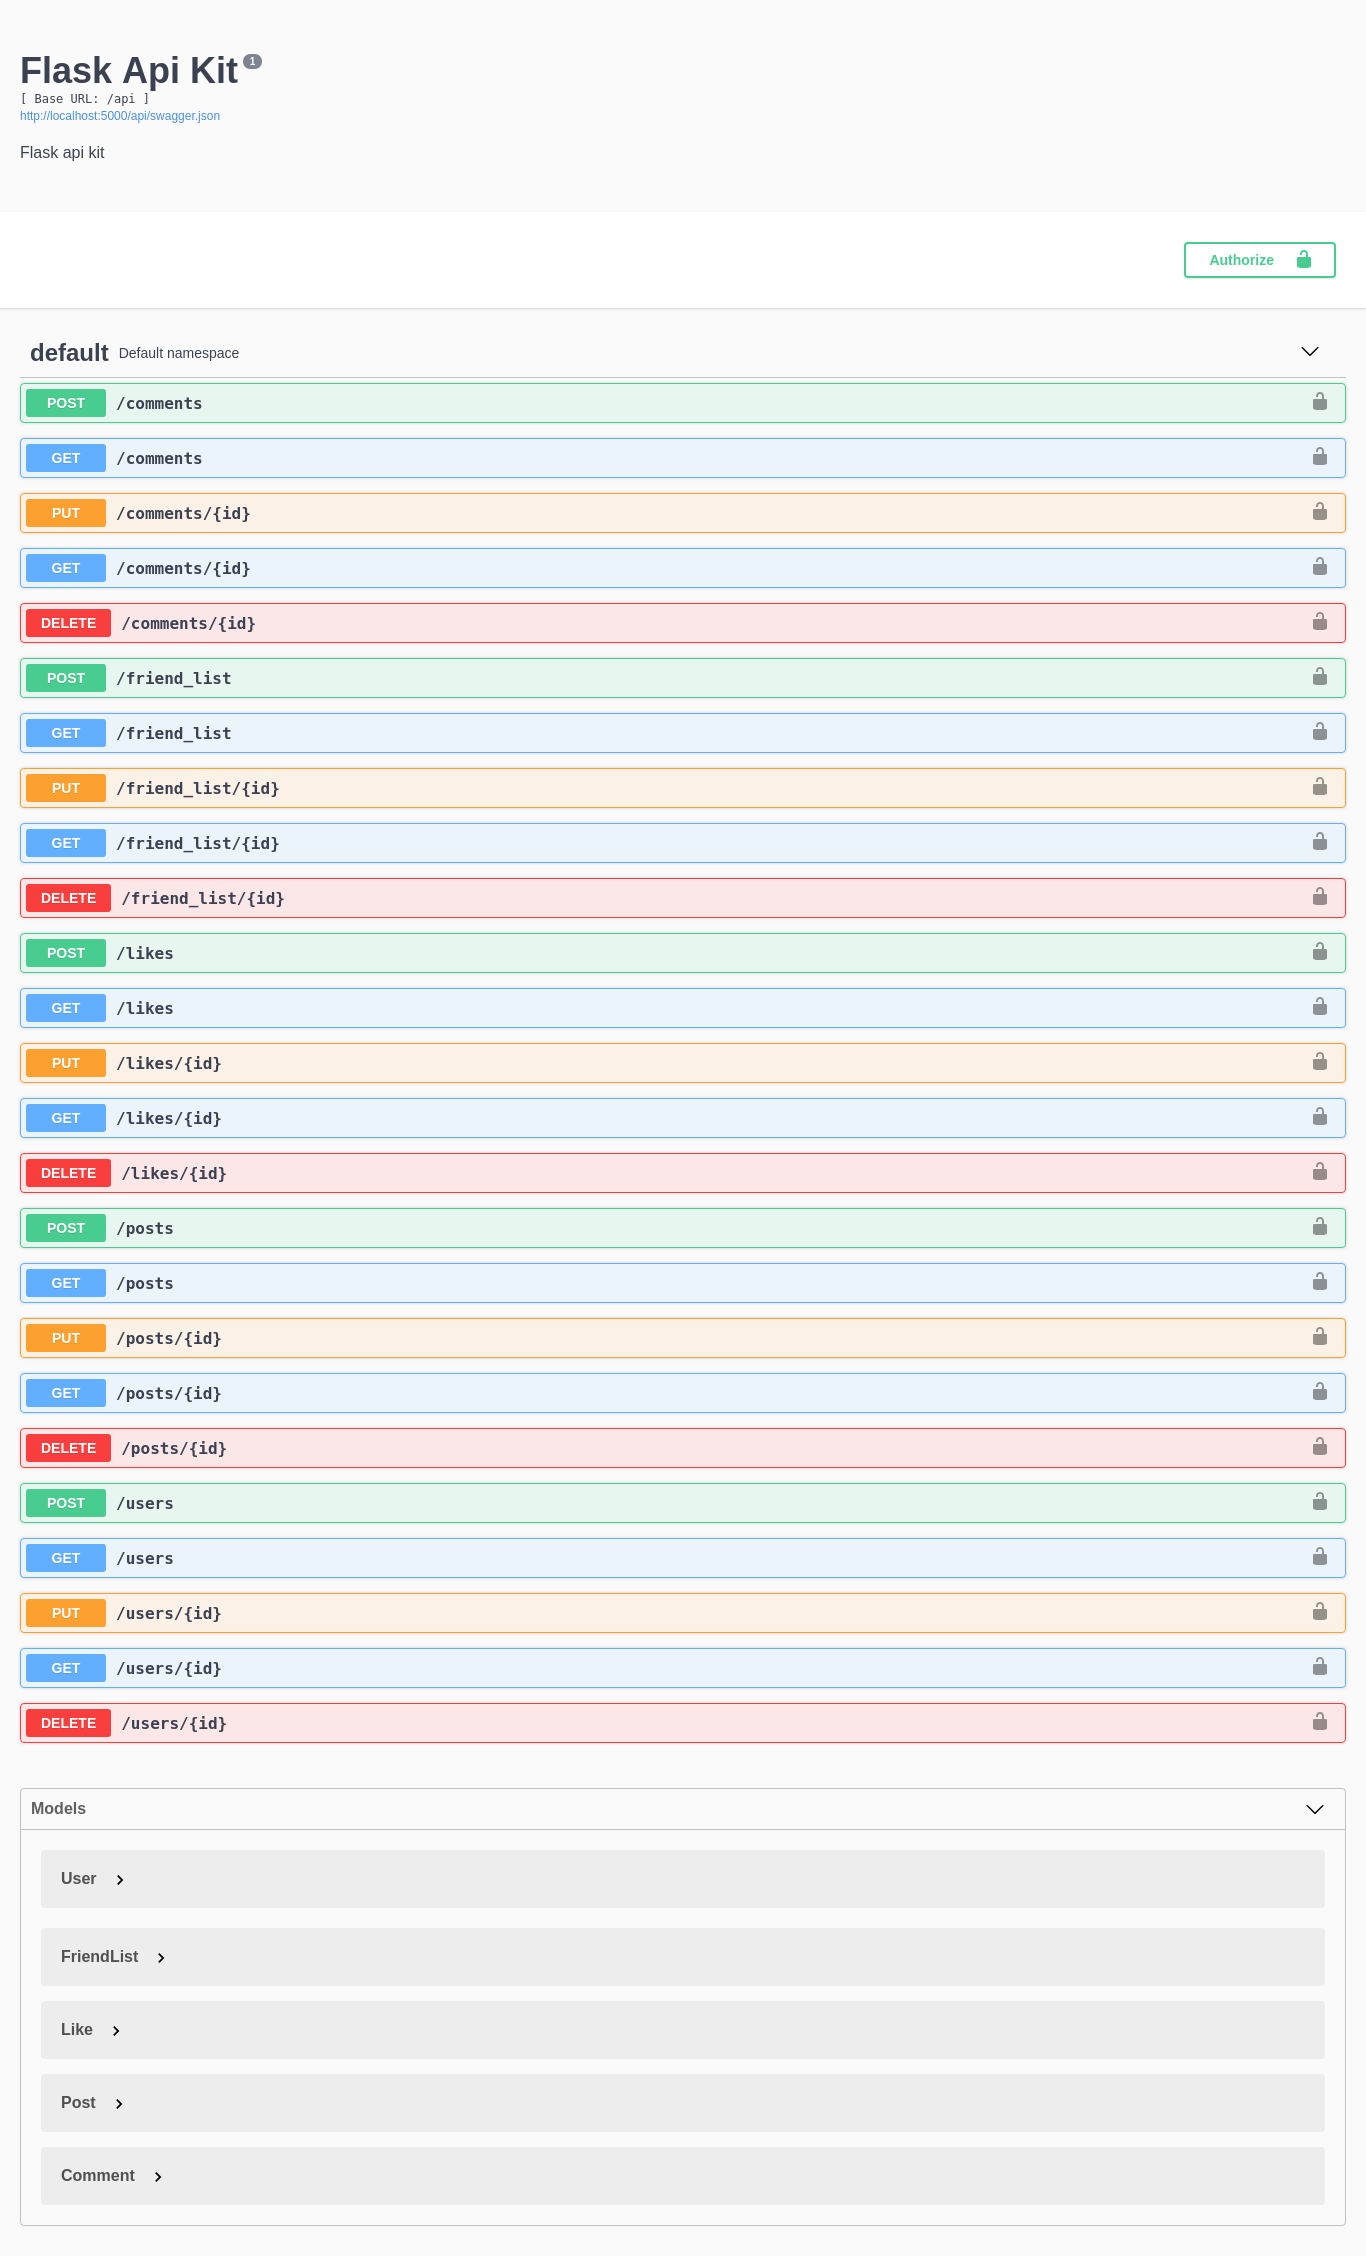 Flask Api Kit 1
[ Base URL: /api ]
http://localhost:5000/api/swagger.json
Flask api kit
Authorize
default Default namespace
POST /comments
GET /comments
PUT /comments/{id}
GET /comments/{id}
DELETE /comments/{id}
POST /friend_list
GET /friend_list
PUT /friend_list/{id}
GET /friend_list/{id}
DELETE /friend_list/{id}
POST /likes
GET /likes
PUT /likes/{id}
GET /likes/{id}
DELETE /likes/{id}
POST /posts
GET /posts
PUT /posts/{id}
GET /posts/{id}
DELETE /posts/{id}
POST /users
GET /users
PUT /users/{id}
GET /users/{id}
DELETE /users/{id}
Models
User
FriendList
Like
Post
Comment